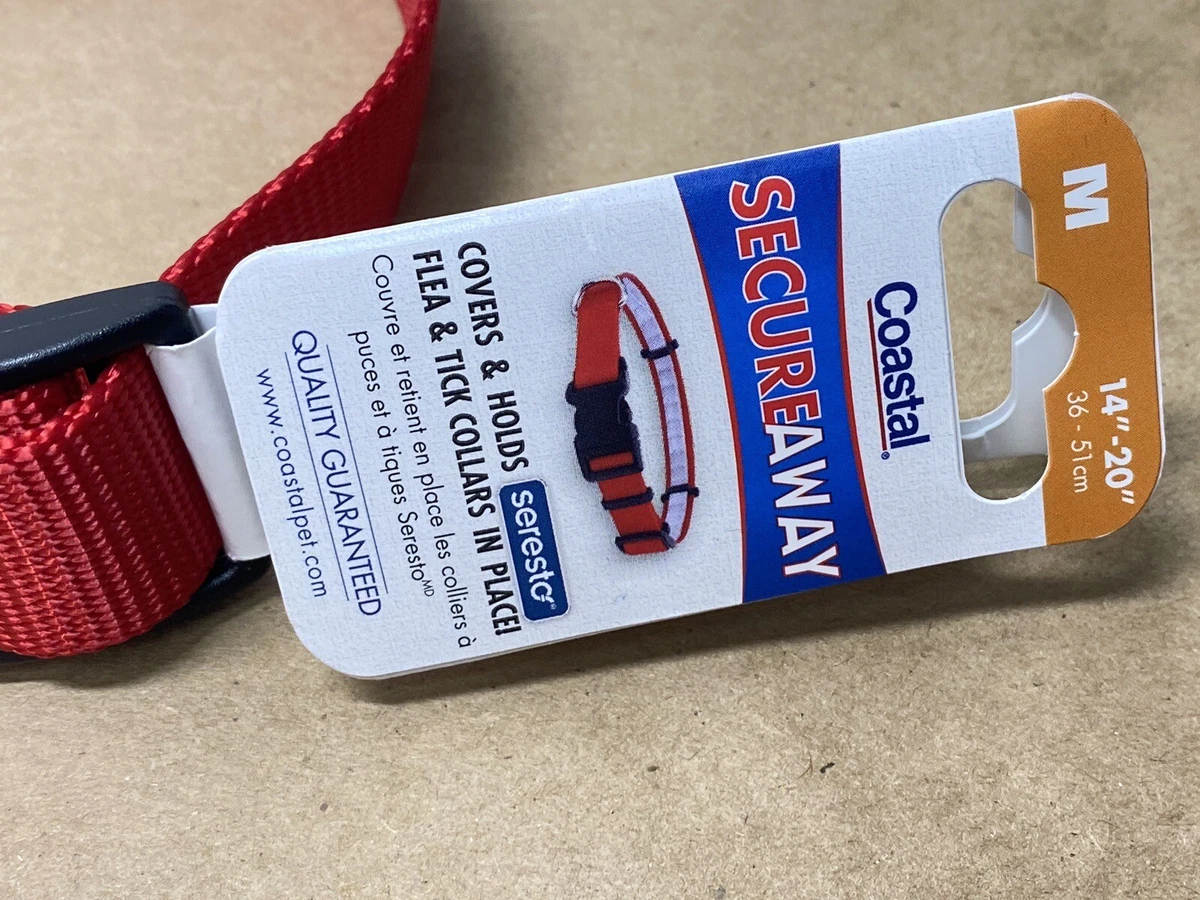 M
14"-20"
36 - 51cm
Coastal®
SECUREAWAY
COVERS & HOLDS seresto®
FLEA & TICK COLLARS IN PLACE!
Couvre et retient en place les colliers à
puces et à tiques SerestoMD
QUALITY GUARANTEED
www.coastalpet.com